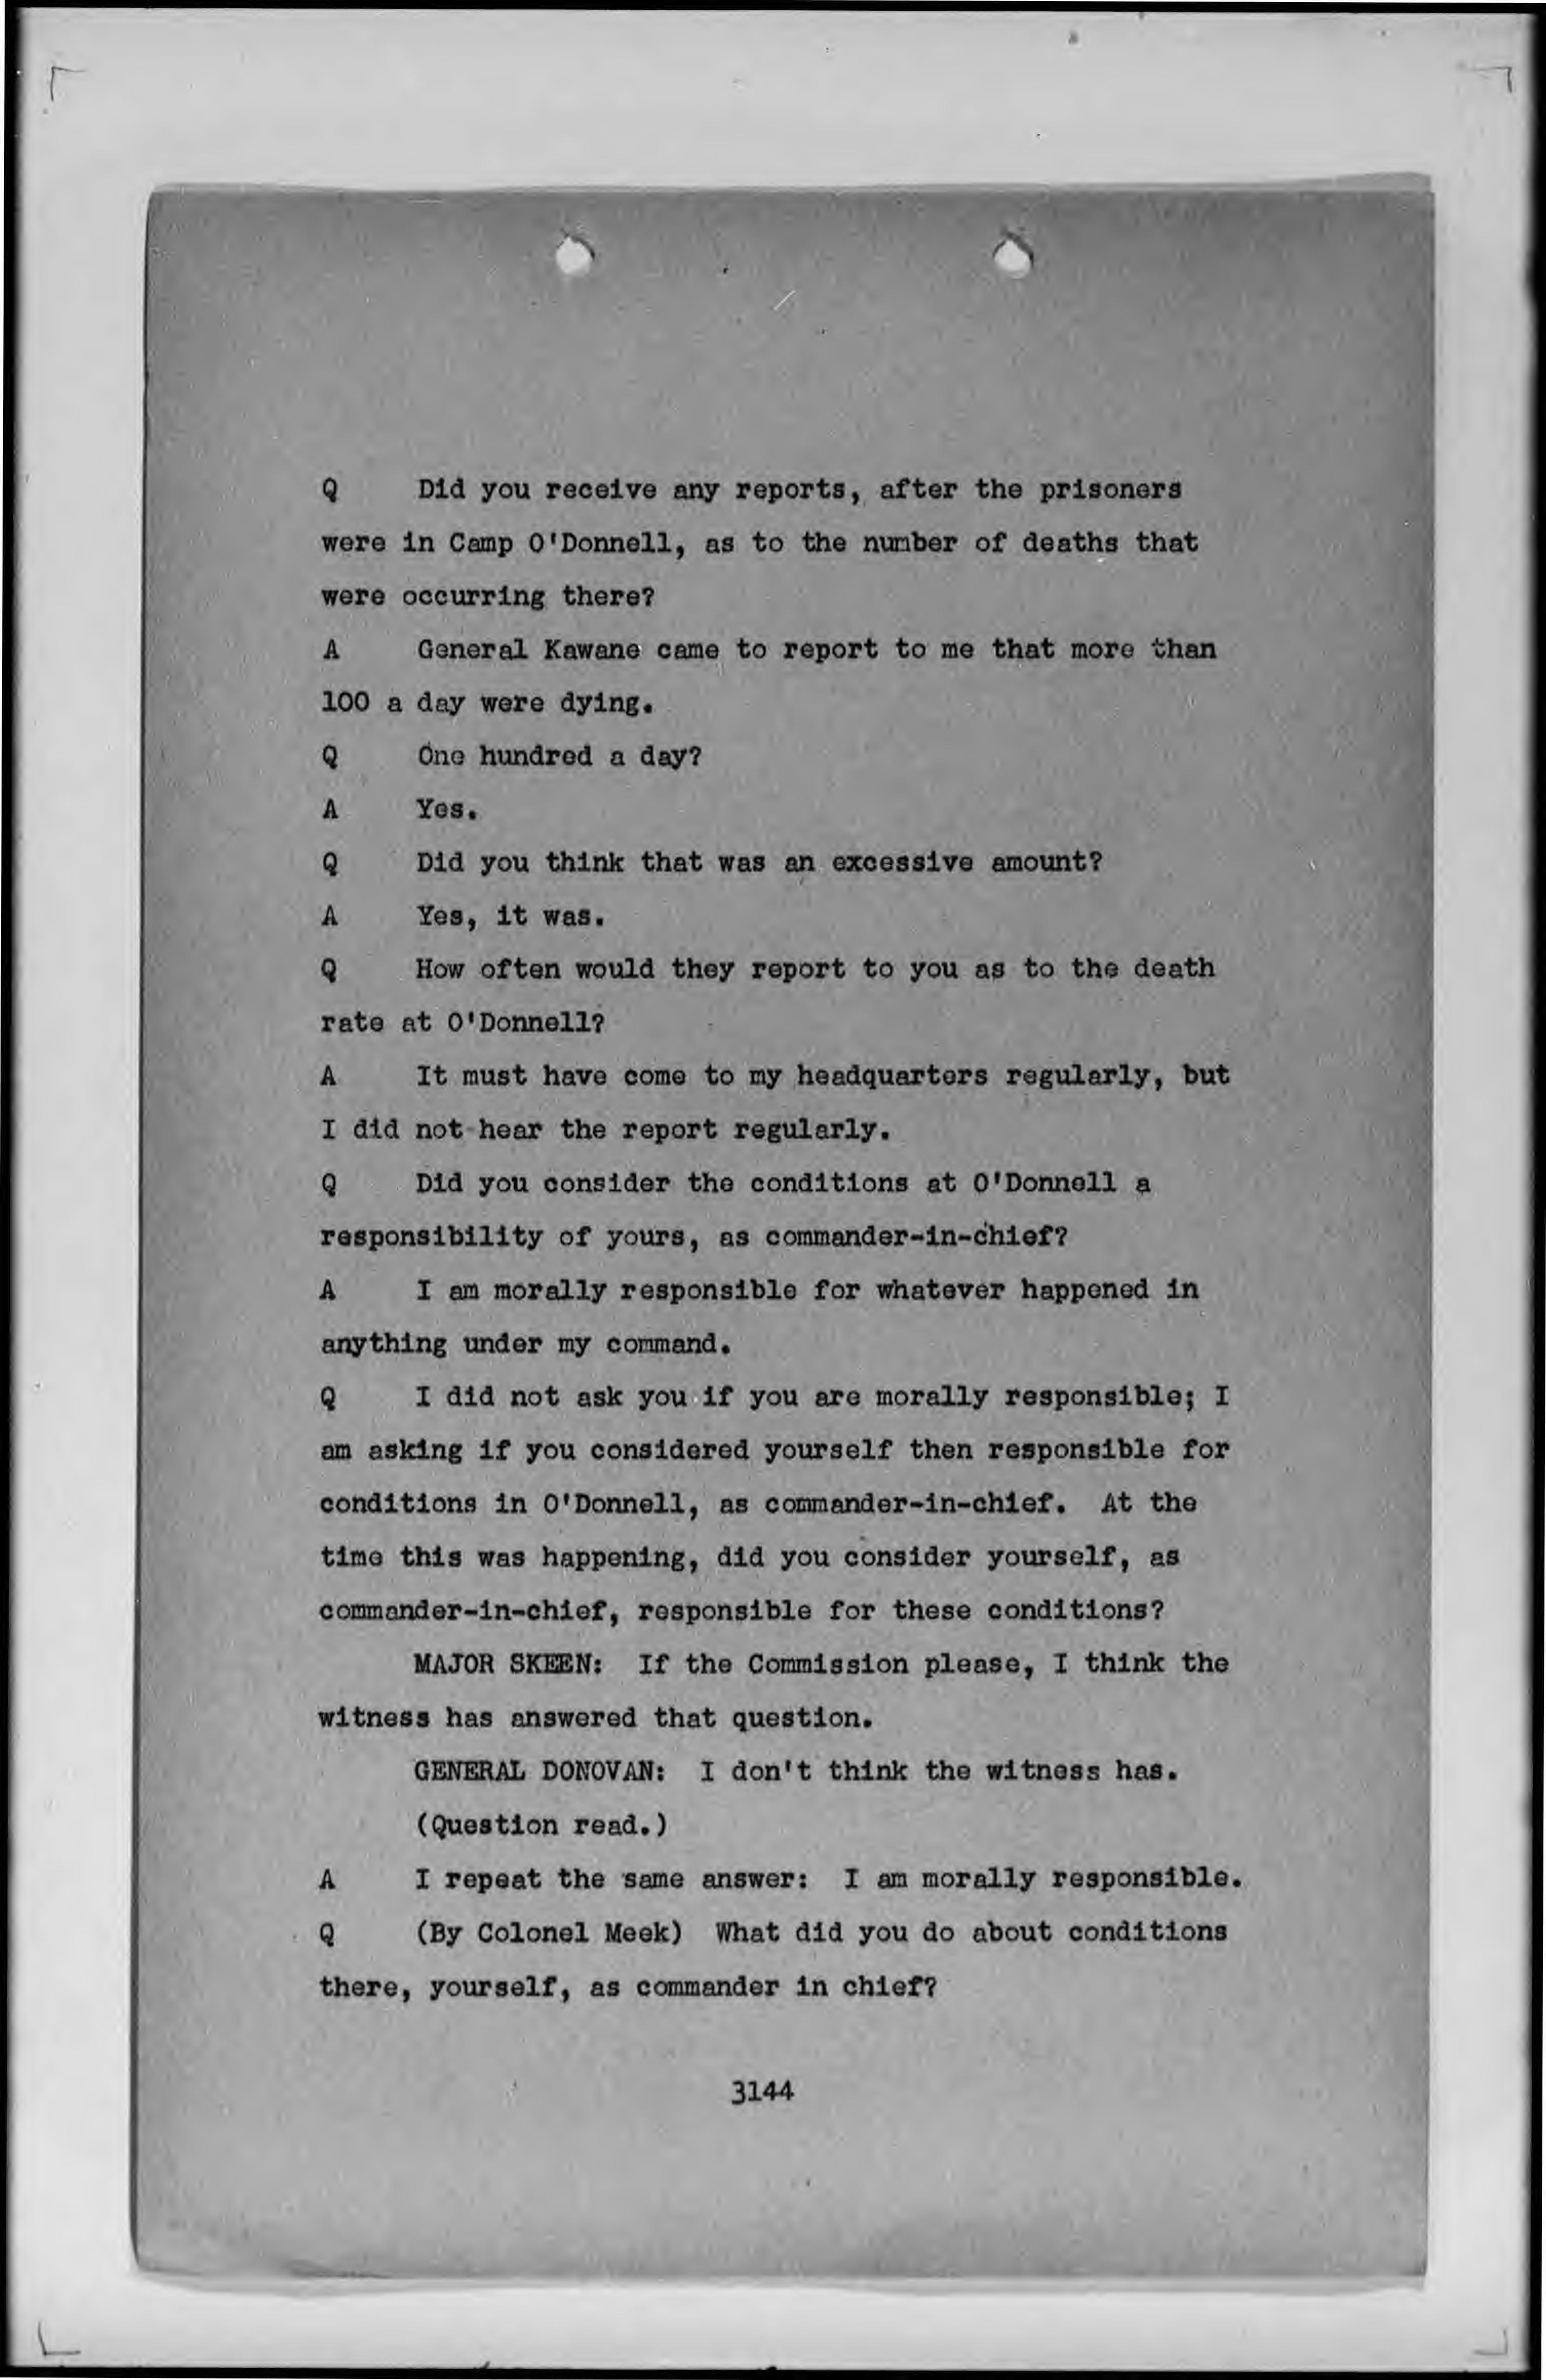 Q Did you receive any reports, after the prisoners
were in Camp O'Donnell, as to the number of deaths that
were occurring there?
A General Kawane came to report to me that more than
100 a day were dying.
Q One hundred a day?
A Yes.
Q Did you think that was an excessive amount?
A Yes, it was.
Q How often would they report to you as to the death
rate at O'Donnell?
A It must have come to my headquarters regularly, but
I did not hear the report regularly.
Q Did you consider the conditions at O'Donnell a
responsibility of yours, as commander-in-chief?
A I am morally responsible for whatever happened in
anything under my command.
Q I did not ask you if you are morally responsible; I
am asking if you considered yourself then responsible for
conditions in O'Donnell, as commander-in-chief. At the
time this was happening, did you consider yourself, as
commander-in-chief, responsible for these conditions?
MAJOR SKEEN: If the Commission please, I think the
witness has answered that question.
GENERAL DONOVAN: I don't think the witness has.
(Question read.)
A I repeat the same answer: I am morally responsible.
Q (By Colonel Meek) What did you do about conditions
there, yourself, as commander in chief?
3144